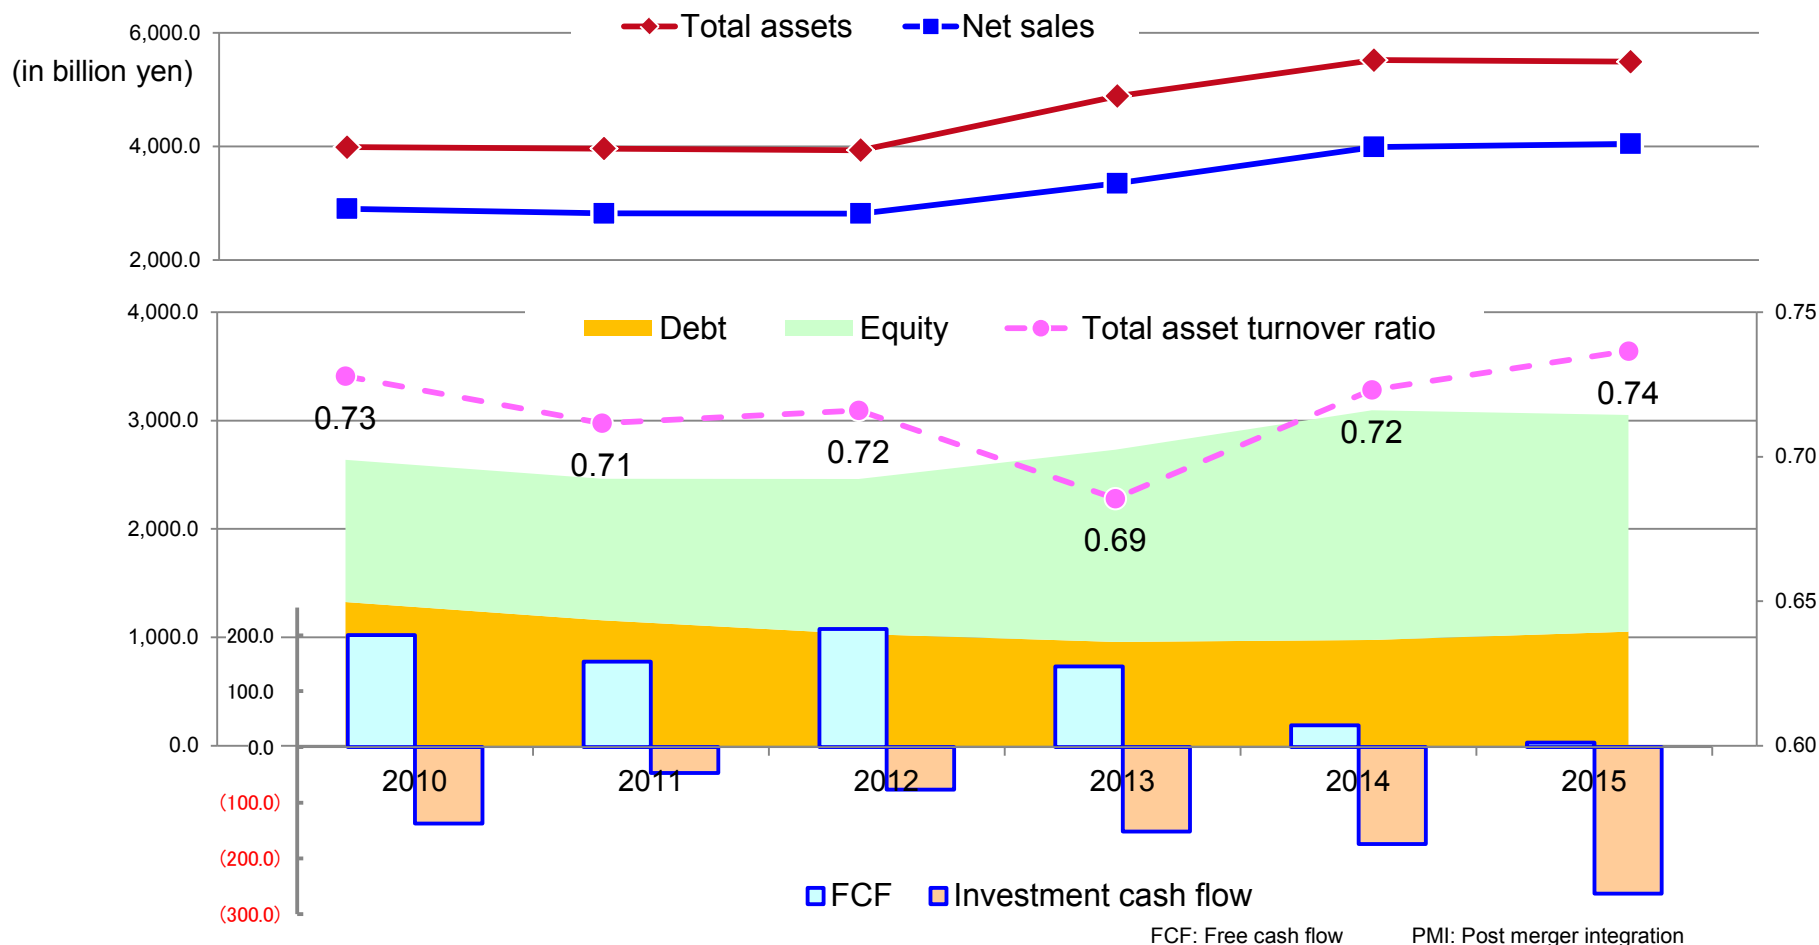 Total assets Net sales
6,000.0
(in billion yen)
4,000.0
2,000.0
4,000.0 0.75
Debt Equity Total asset turnover ratio
0.73 0.71 0.72 0.69 0.72 0.74
3,000.0
0.70
2,000.0
0.65
1,000.0 200.0
100.0
0.0 0.0 0.60
2010 2011 2012 2013 2014 2015
(100.0)
(200.0)
FCF Investment cash flow
(300.0)
FCF: Free cash flow PMI: Post merger integration